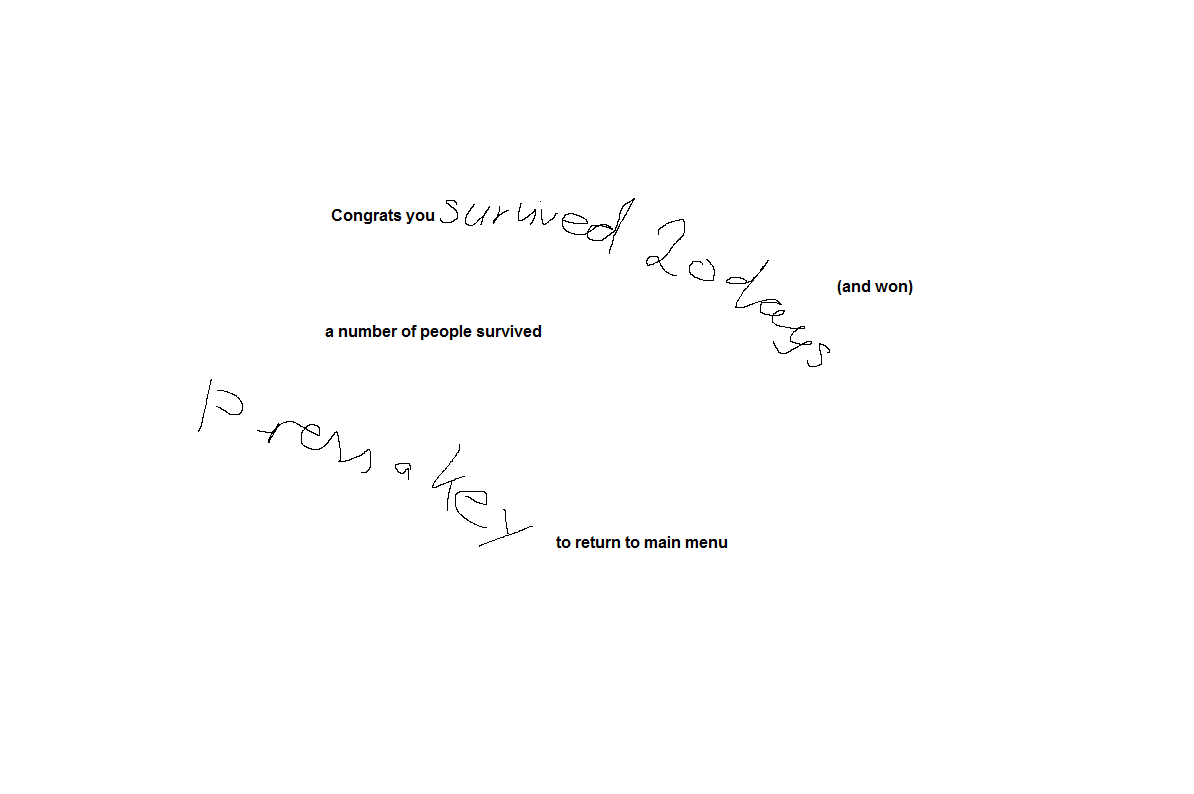 Congrats you survived 20 days (and won)
a number of people survived
press a key to return to main menu